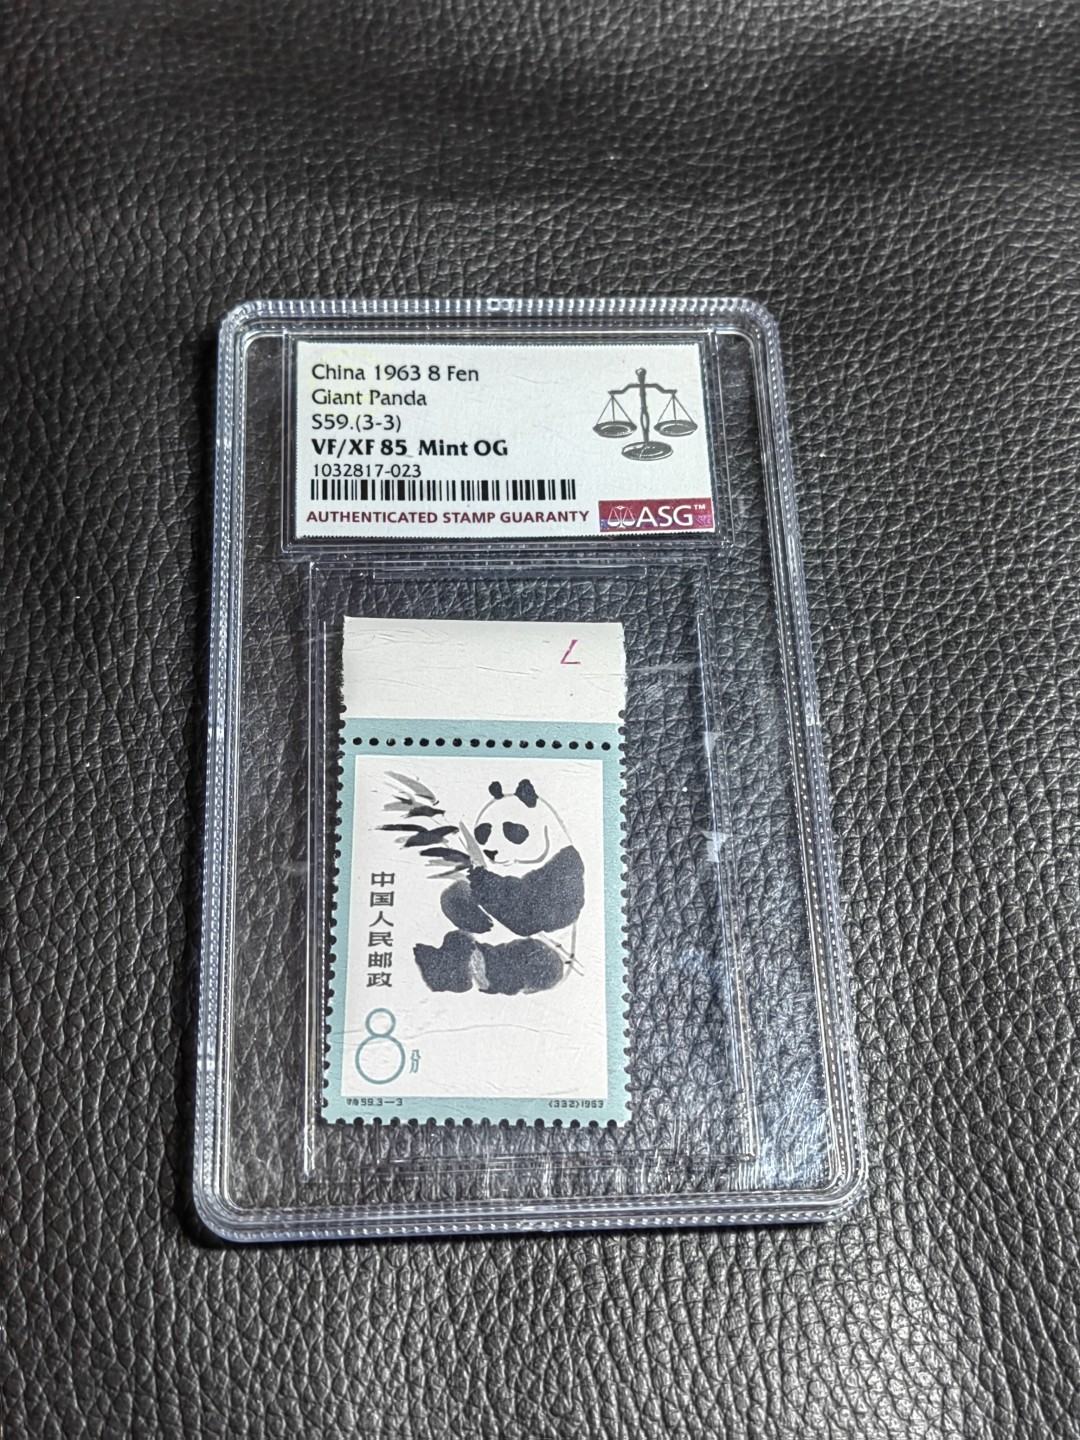 China 1963 8 Fen
Giant Panda
S59.(3-3)
VF/XF 85 Mint OG
1032817-023
AUTHENTICATED STAMP GUARANTY
ASG™
中国人民邮政
8分
特59.3—3
(332)1963